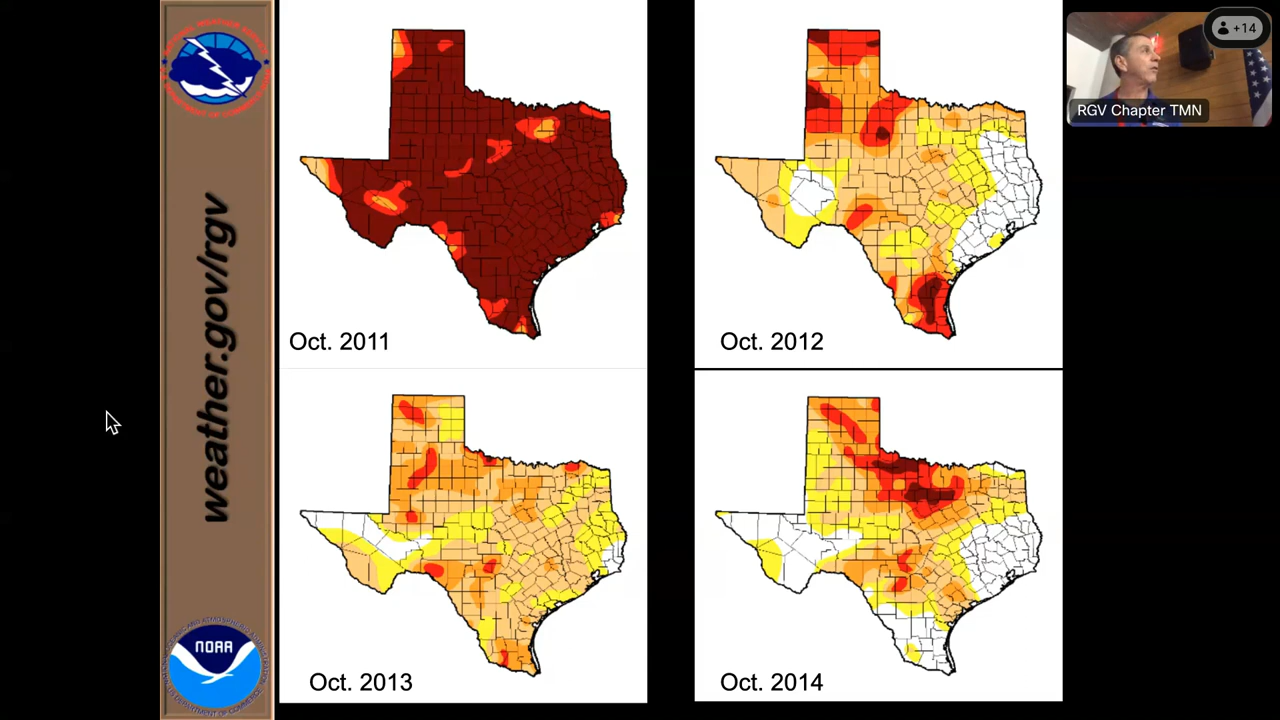 weather.gov/rgv
NOAA
Oct. 2011
Oct. 2012
Oct. 2013
Oct. 2014
+14
RGV Chapter TMN